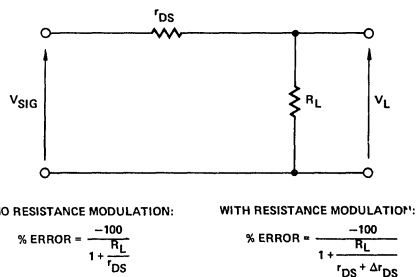 rDS
VSIG
RL
VL
O RESISTANCE MODULATION:
WITH RESISTANCE MODULATION:
% ERROR = -100 / 1 + RL / rDS
% ERROR = -100 / 1 + RL / rDS + ΔrDS